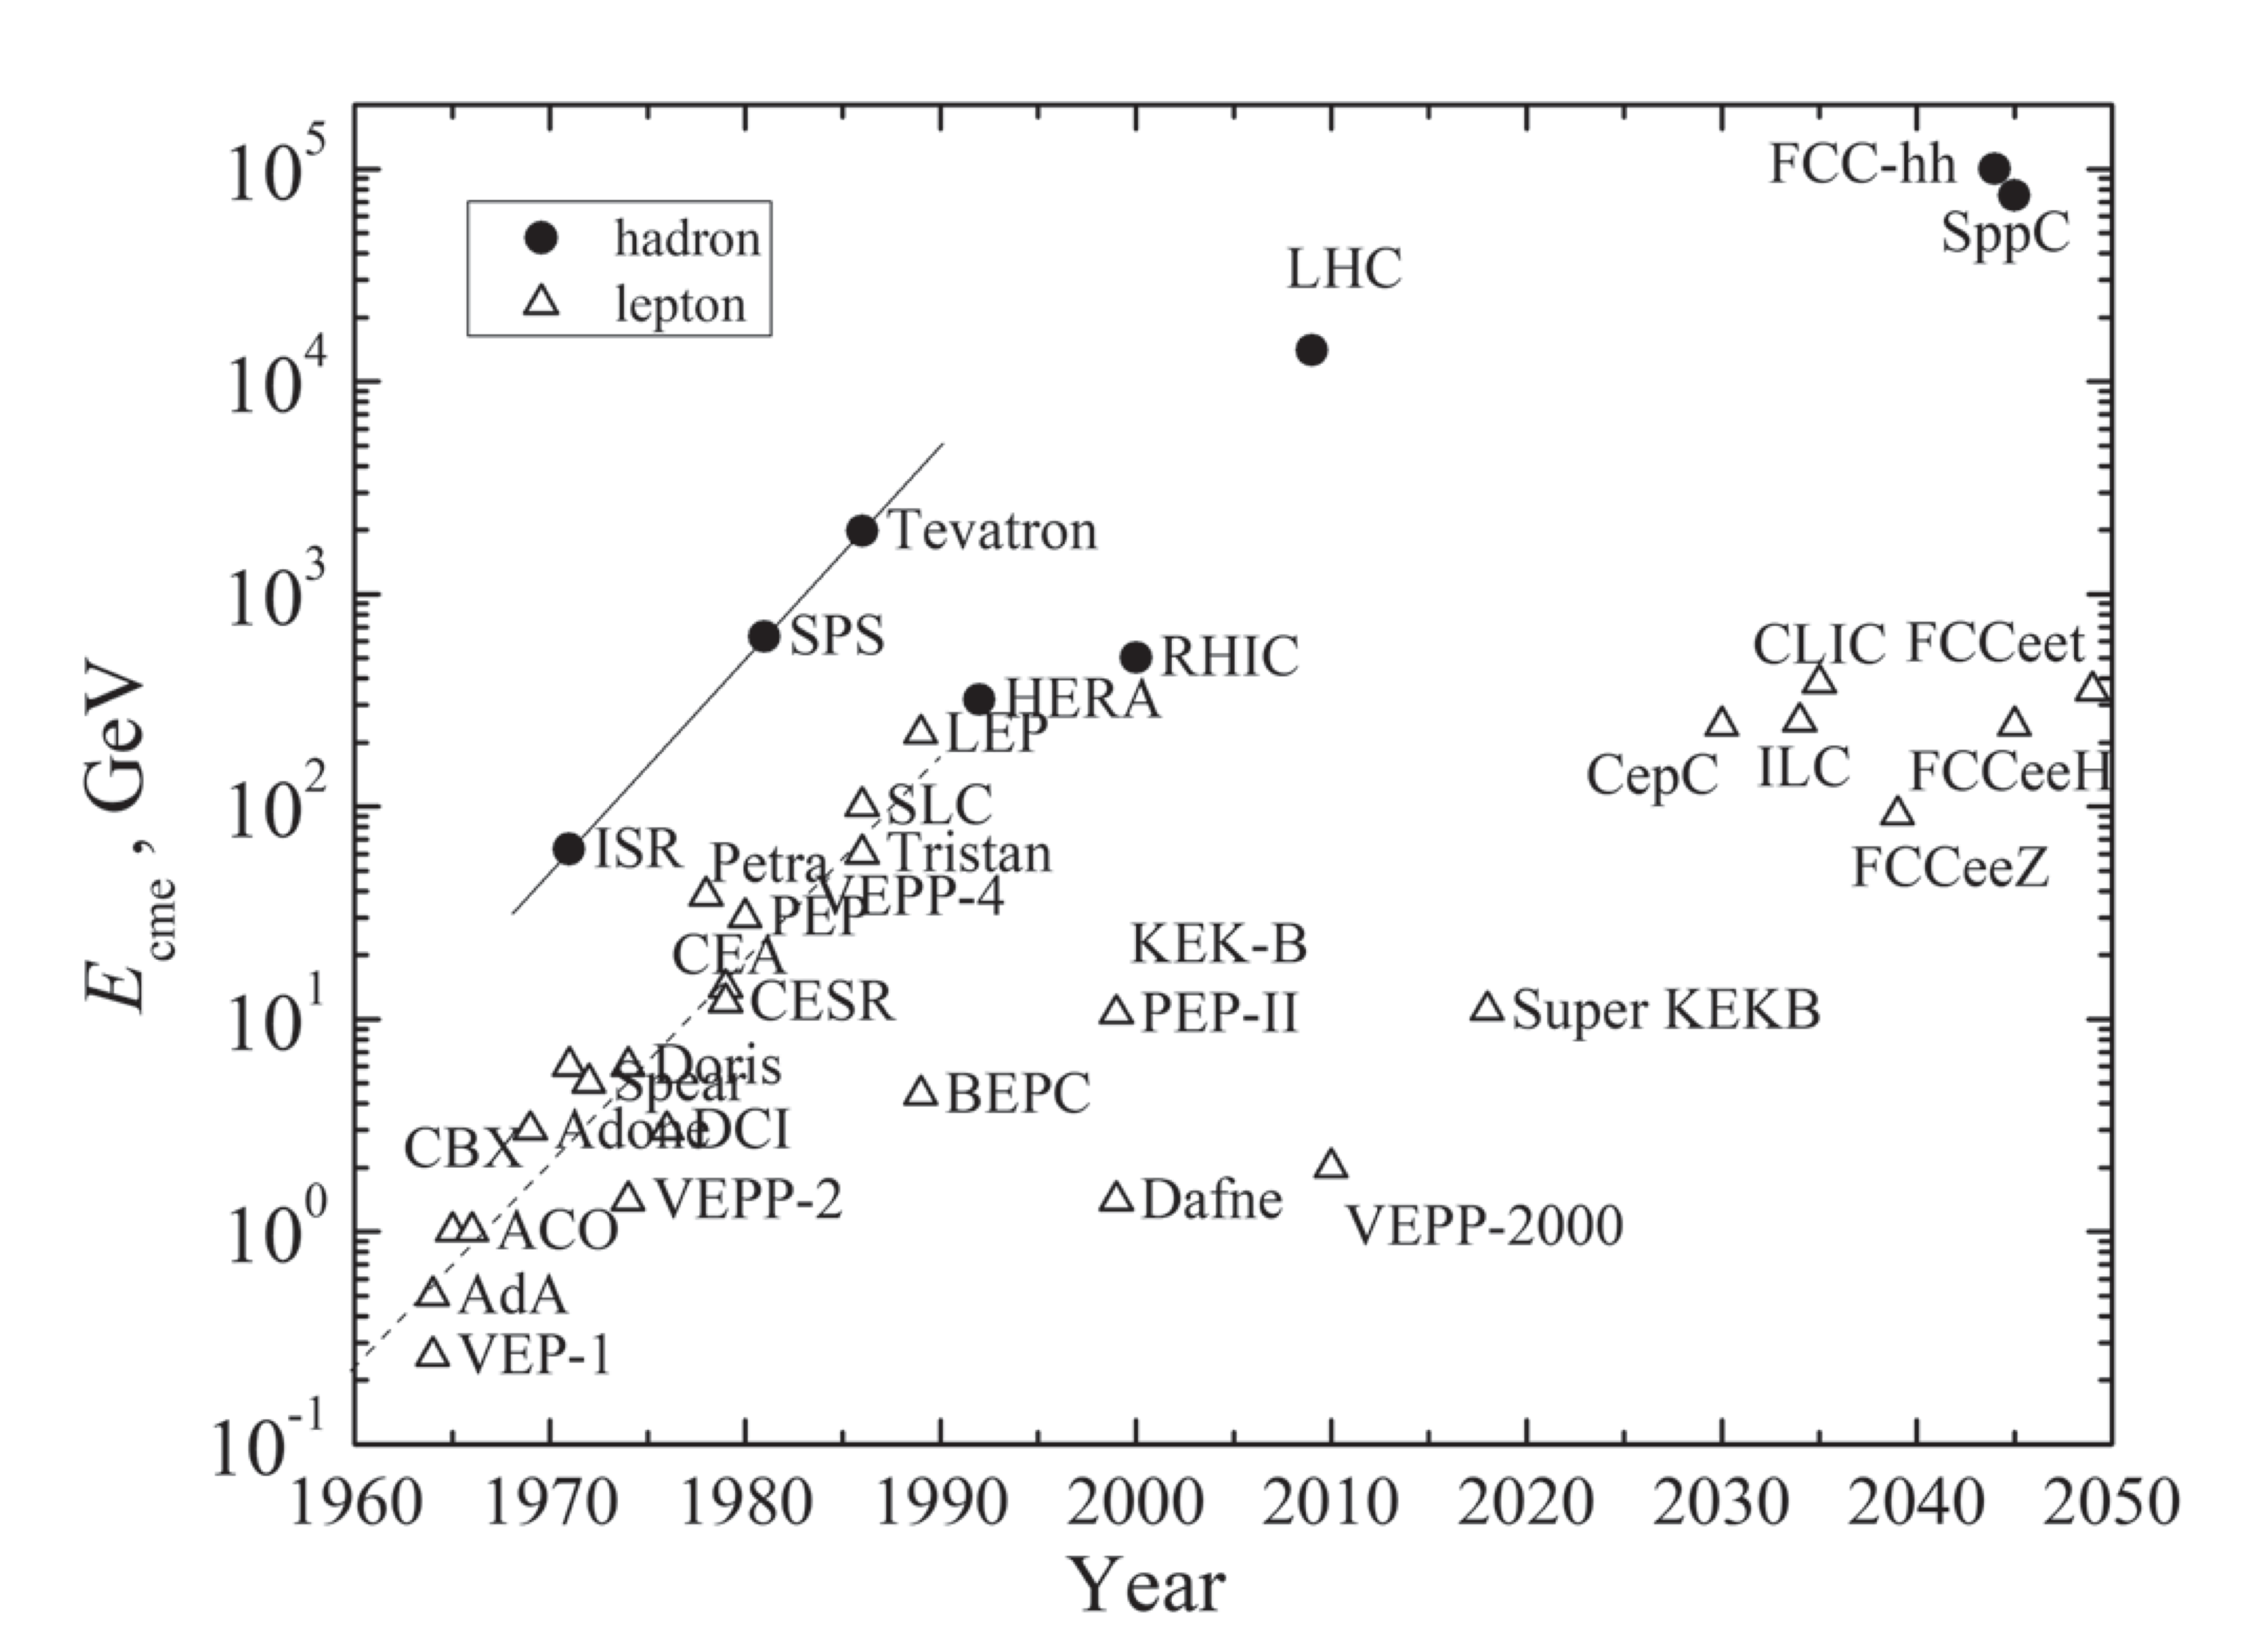 10^5
FCC-hh
hadron
SppC
LHC
lepton
10^4
Tevatron
10^3
SPS
RHIC
CLIC
FCCeet
HERA
LEP
CepC
ILC
FCCeeH
10^2
SLC
ISR
Petra
Tristan
FCCeeZ
VEPP-4
PEP
KEK-B
CEA
10^1
CESR
PEP-II
Super KEKB
Doris
Spear
BEPC
CBX
Adone
DCI
VEPP-2
Dafne
10^0
ACO
VEPP-2000
AdA
VEP-1
10^-1
E_cme, GeV
1960 1970 1980 1990 2000 2010 2020 2030 2040 2050
Year